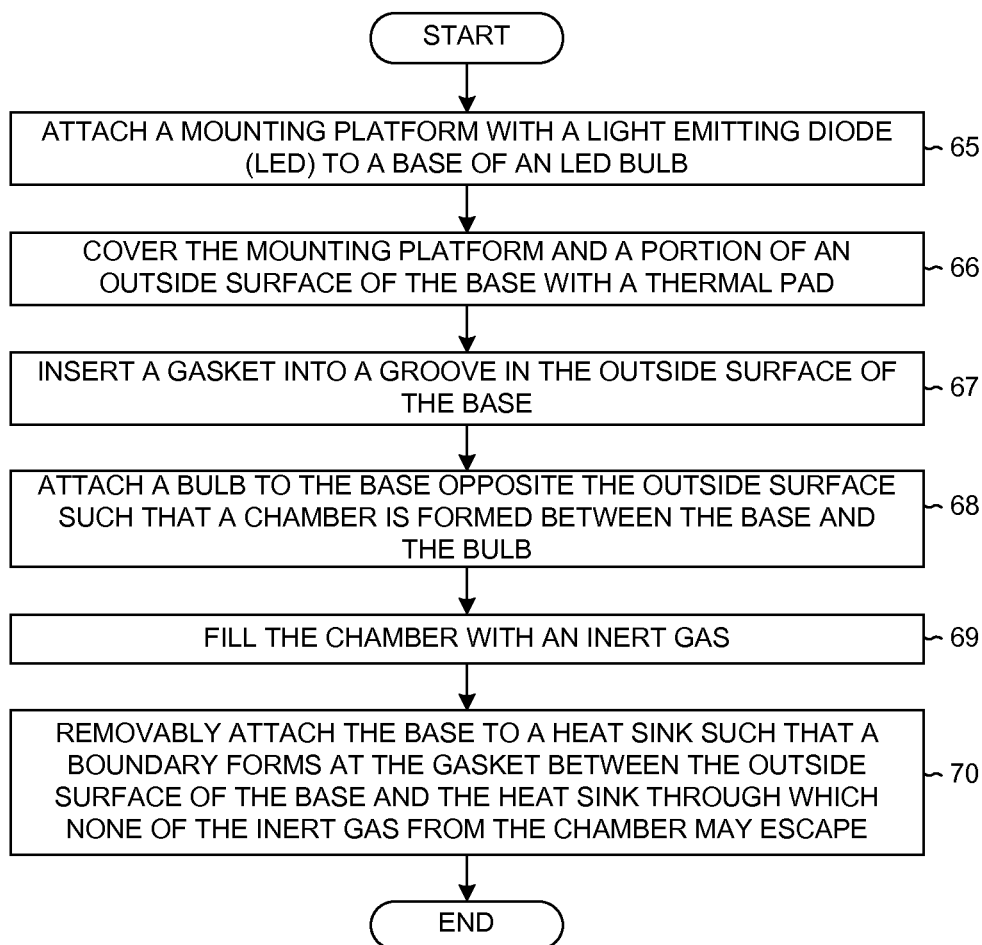 START
ATTACH A MOUNTING PLATFORM WITH A LIGHT EMITTING DIODE
(LED) TO A BASE OF AN LED BULB
65
COVER THE MOUNTING PLATFORM AND A PORTION OF AN
OUTSIDE SURFACE OF THE BASE WITH A THERMAL PAD
66
INSERT A GASKET INTO A GROOVE IN THE OUTSIDE SURFACE OF
THE BASE
67
ATTACH A BULB TO THE BASE OPPOSITE THE OUTSIDE SURFACE
SUCH THAT A CHAMBER IS FORMED BETWEEN THE BASE AND
THE BULB
68
FILL THE CHAMBER WITH AN INERT GAS
69
REMOVABLY ATTACH THE BASE TO A HEAT SINK SUCH THAT A
BOUNDARY FORMS AT THE GASKET BETWEEN THE OUTSIDE
SURFACE OF THE BASE AND THE HEAT SINK THROUGH WHICH
NONE OF THE INERT GAS FROM THE CHAMBER MAY ESCAPE
70
END